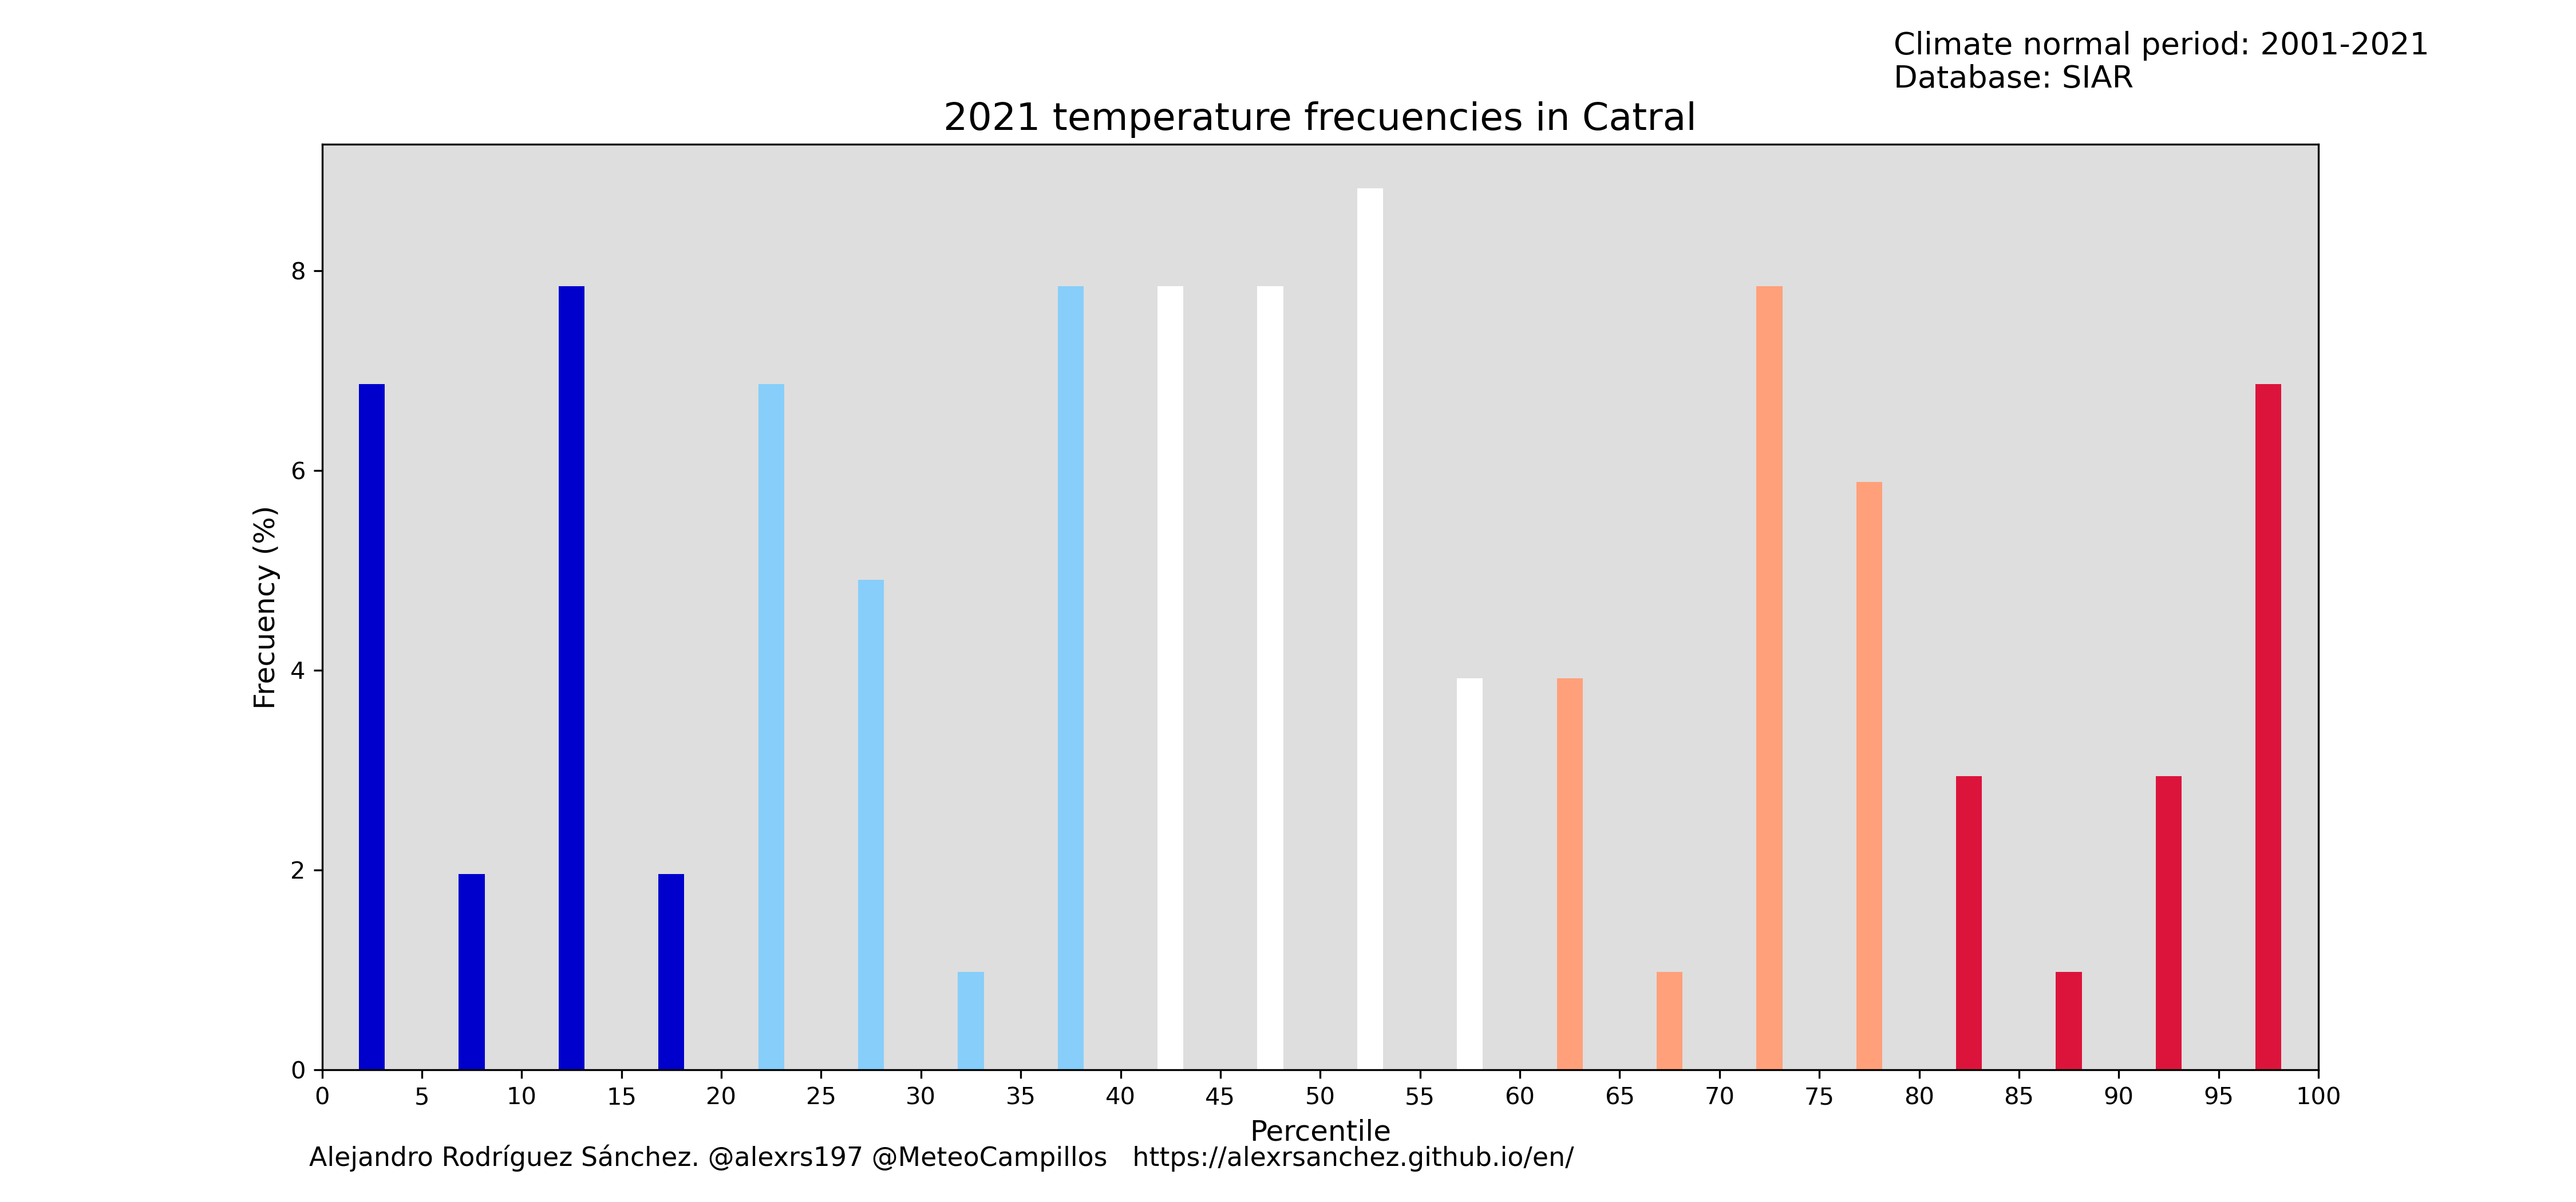 Climate normal period: 2001-2021
Database: SIAR
2021 temperature frecuencies in Catral
8
6
4
2
0
Frecuency (%)
0 5 10 15 20 25 30 35 40 45 50 55 60 65 70 75 80 85 90 95 100
Percentile
Alejandro Rodríguez Sánchez. @alexrs197 @MeteoCampillos https://alexrsanchez.github.io/en/